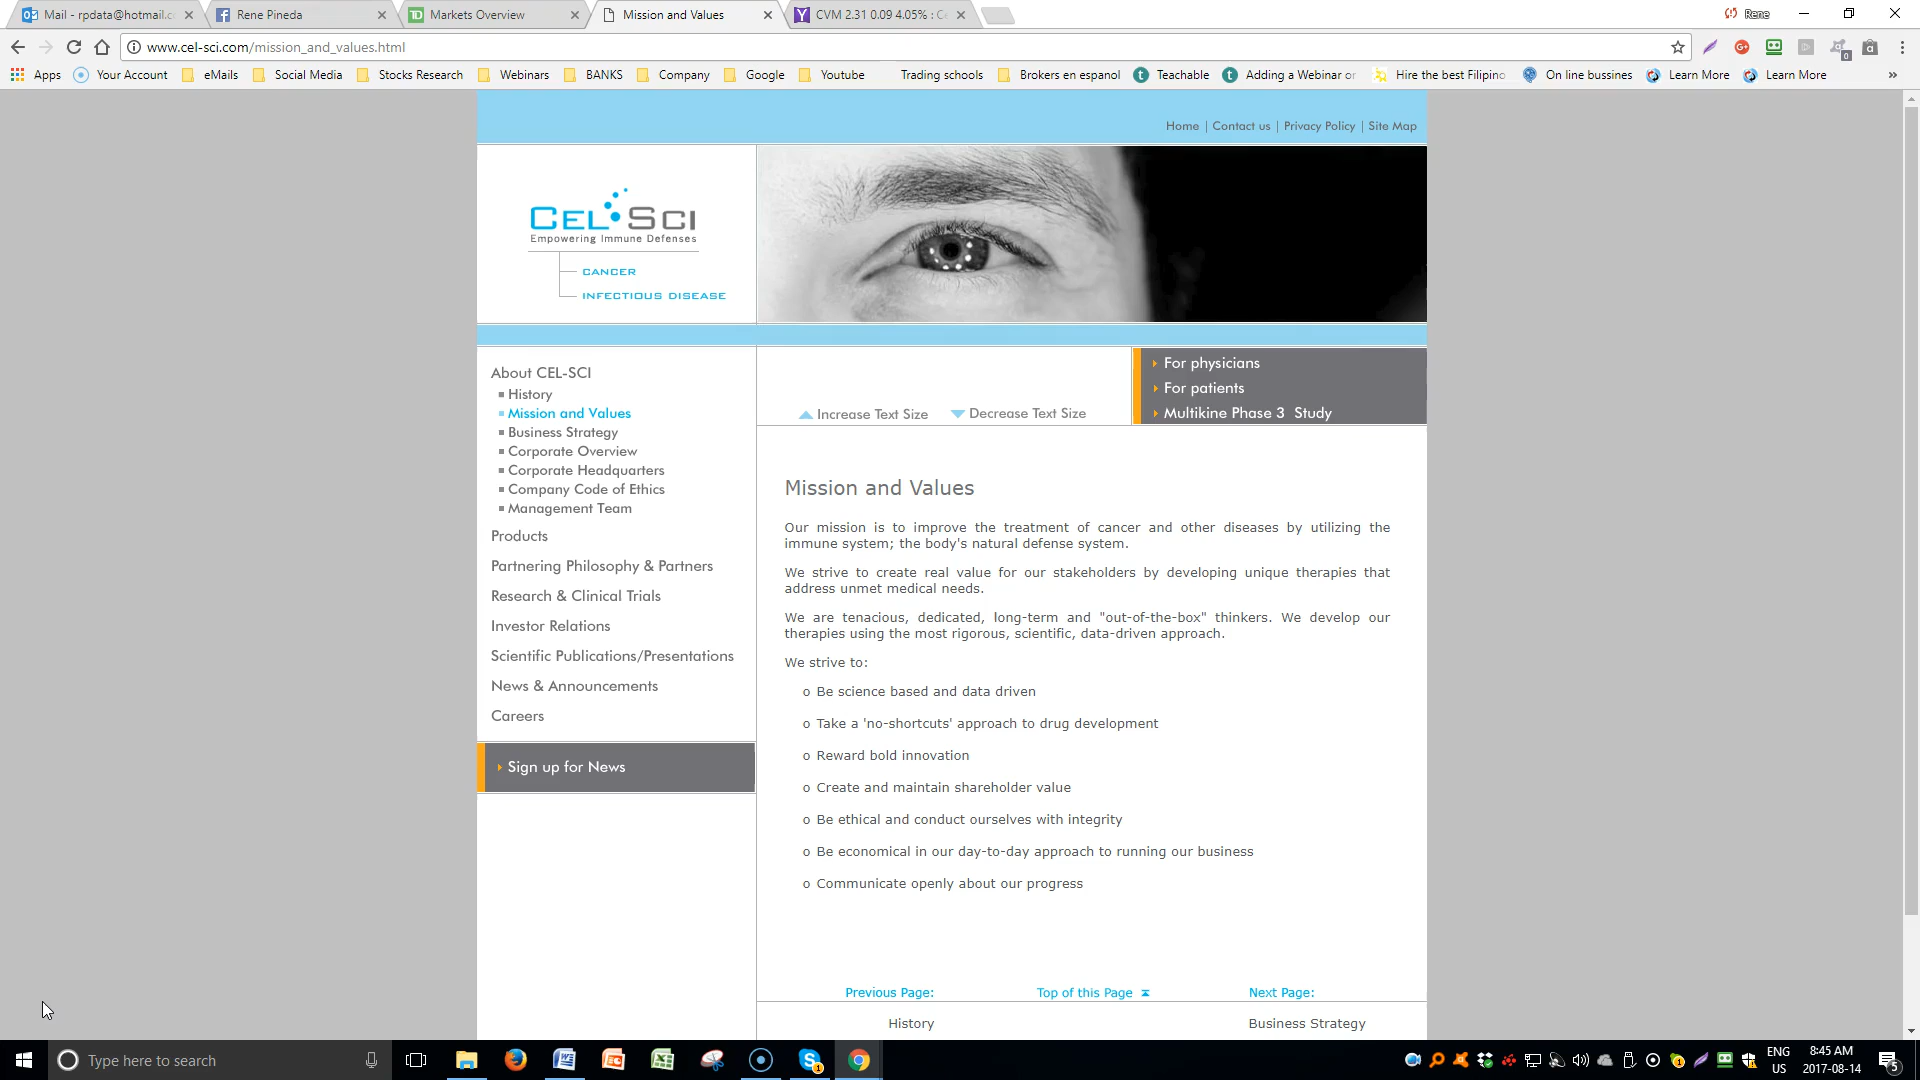 Mail - rpdata@hotmail.c
Rene Pineda
Markets Overview
Mission and Values
CVM 2.31 0.09 4.05% : C
Rene
www.cel-sci.com/mission_and_values.html
Apps
Your Account
eMails
Social Media
Stocks Research
Webinars
BANKS
Company
Google
Youtube
Trading schools
Brokers en espanol
Teachable
Adding a Webinar or
Hire the best Filipino
On line bussines
Learn More
Learn More
»
Home | Contact us | Privacy Policy | Site Map
CEL-SCI
Empowering Immune Defenses
CANCER
INFECTIOUS DISEASE
About CEL-SCI
History
Mission and Values
Business Strategy
Corporate Overview
Corporate Headquarters
Company Code of Ethics
Management Team
Products
Partnering Philosophy & Partners
Research & Clinical Trials
Investor Relations
Scientific Publications/Presentations
News & Announcements
Careers
Sign up for News
Increase Text Size
Decrease Text Size
For physicians
For patients
Multikine Phase 3 Study
Mission and Values
Our mission is to improve the treatment of cancer and other diseases by utilizing the
immune system; the body's natural defense system.
We strive to create real value for our stakeholders by developing unique therapies that
address unmet medical needs.
We are tenacious, dedicated, long-term and "out-of-the-box" thinkers. We develop our
therapies using the most rigorous, scientific, data-driven approach.
We strive to:
o Be science based and data driven
o Take a 'no-shortcuts' approach to drug development
o Reward bold innovation
o Create and maintain shareholder value
o Be ethical and conduct ourselves with integrity
o Be economical in our day-to-day approach to running our business
o Communicate openly about our progress
Previous Page:
Top of this Page
Next Page:
History
Business Strategy
Type here to search
ENG
US
8:45 AM
2017-08-14
5